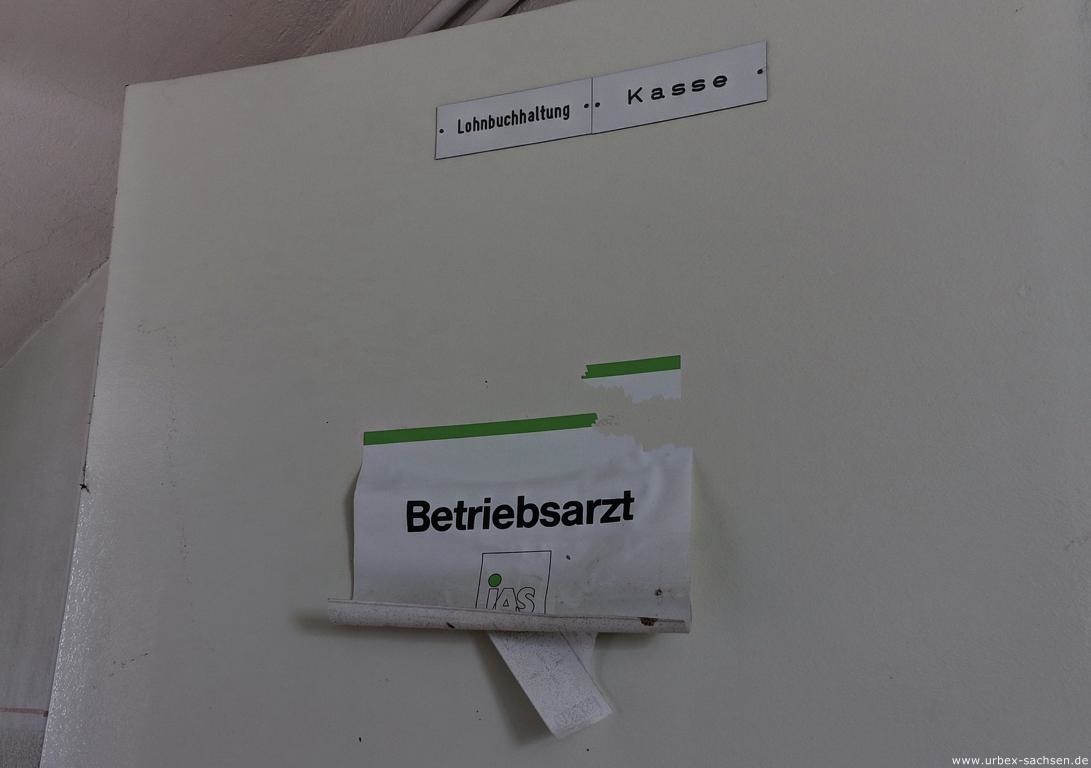 Lohnbuchhaltung
Kasse
Betriebsarzt
iAS
www.urbex-sachsen.de